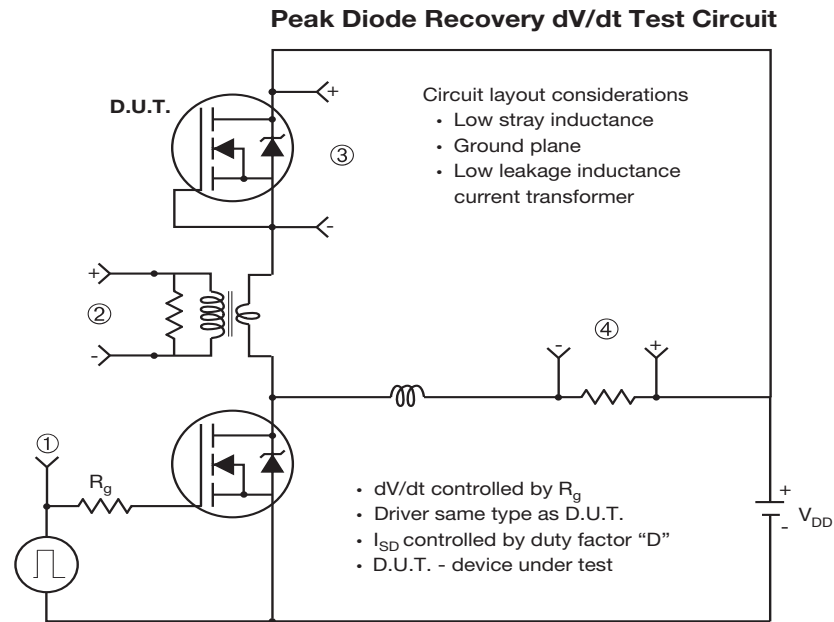 Peak Diode Recovery dV/dt Test Circuit
D.U.T.
+
Circuit layout considerations
• Low stray inductance
• Ground plane
• Low leakage inductance
current transformer
③
-
+
②
-
④
-
+
①
Rg
• dV/dt controlled by Rg
• Driver same type as D.U.T.
• ISD controlled by duty factor “D”
• D.U.T. - device under test
+
-
VDD